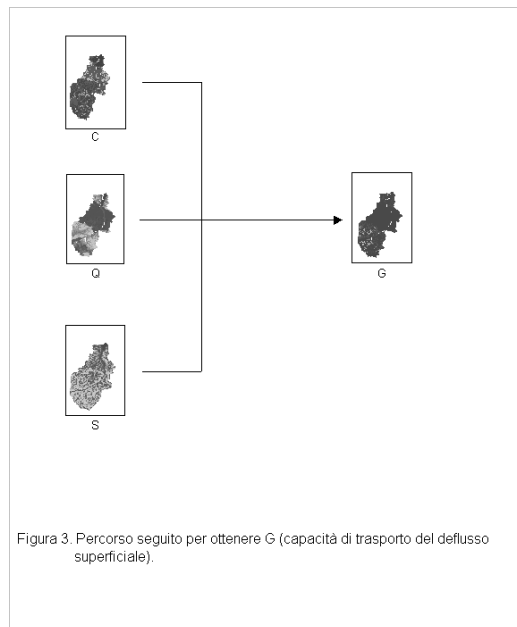 C
Q
G
S
Figura 3. Percorso seguito per ottenere G (capacità di trasporto del deflusso
superficiale).